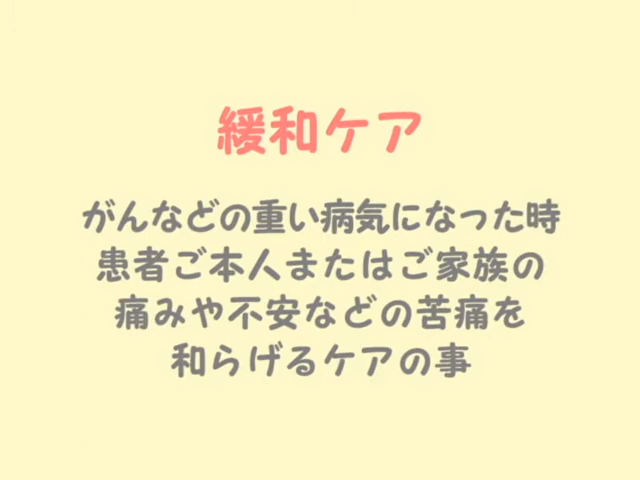 緩和ケア
がんなどの重い病気になった時
患者ご本人またはご家族の
痛みや不安などの苦痛を
和らげるケアの事